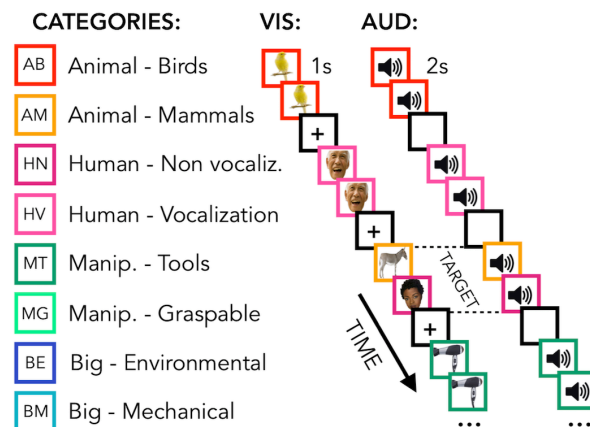 CATEGORIES: VIS: AUD:
AB Animal - Birds 1s 2s
AM Animal - Mammals
+
HN Human - Non vocaliz.
HV Human - Vocalization
+
MT Manip. - Tools
TARGET
MG Manip. - Graspable
TIME
+
BE Big - Environmental
BM Big - Mechanical
... ...